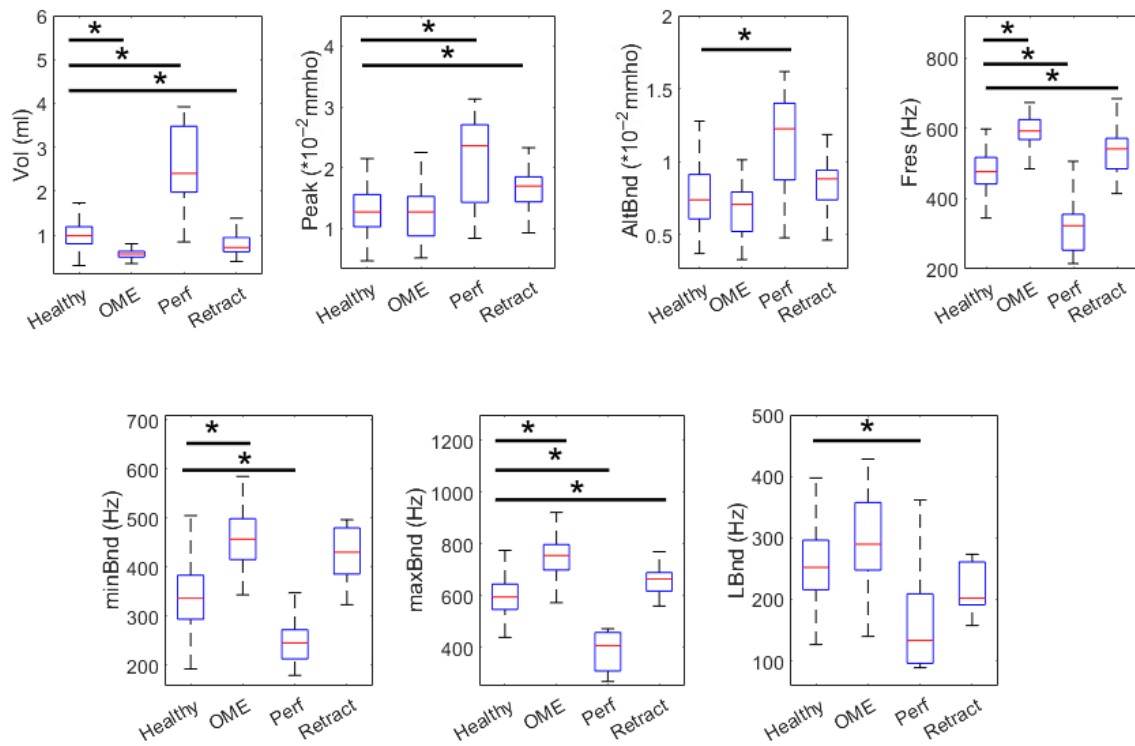 Vol (ml)
6
5
4
3
2
1
*
*
*
Healthy
OME
Perf
Retract
Peak (*10⁻²mmho)
4
3
2
1
*
*
Healthy
OME
Perf
Retract
AltBnd (*10⁻²mmho)
2
1.5
1
0.5
*
Healthy
OME
Perf
Retract
Fres (Hz)
800
600
400
200
*
*
*
Healthy
OME
Perf
Retract
minBnd (Hz)
700
600
500
400
300
200
*
*
Healthy
OME
Perf
Retract
maxBnd (Hz)
1200
1000
800
600
400
*
*
*
Healthy
OME
Perf
Retract
LBnd (Hz)
500
400
300
200
100
*
Healthy
OME
Perf
Retract